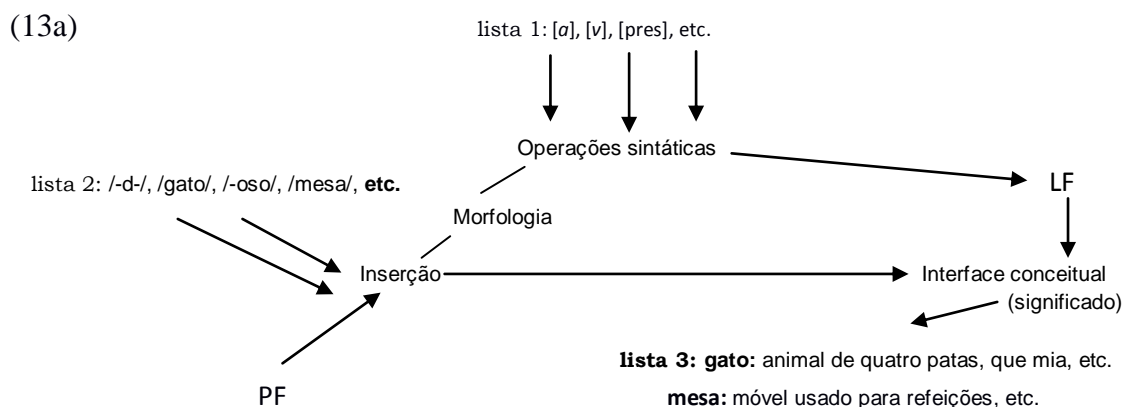 (13a)
lista 1: [a], [v], [pres], etc.
Operações sintáticas
lista 2: /-d-/, /gato/, /-oso/, /mesa/, etc.
LF
Morfologia
Inserção
Interface conceitual
(significado)
lista 3: gato: animal de quatro patas, que mia, etc.
PF
mesa: móvel usado para refeições, etc.